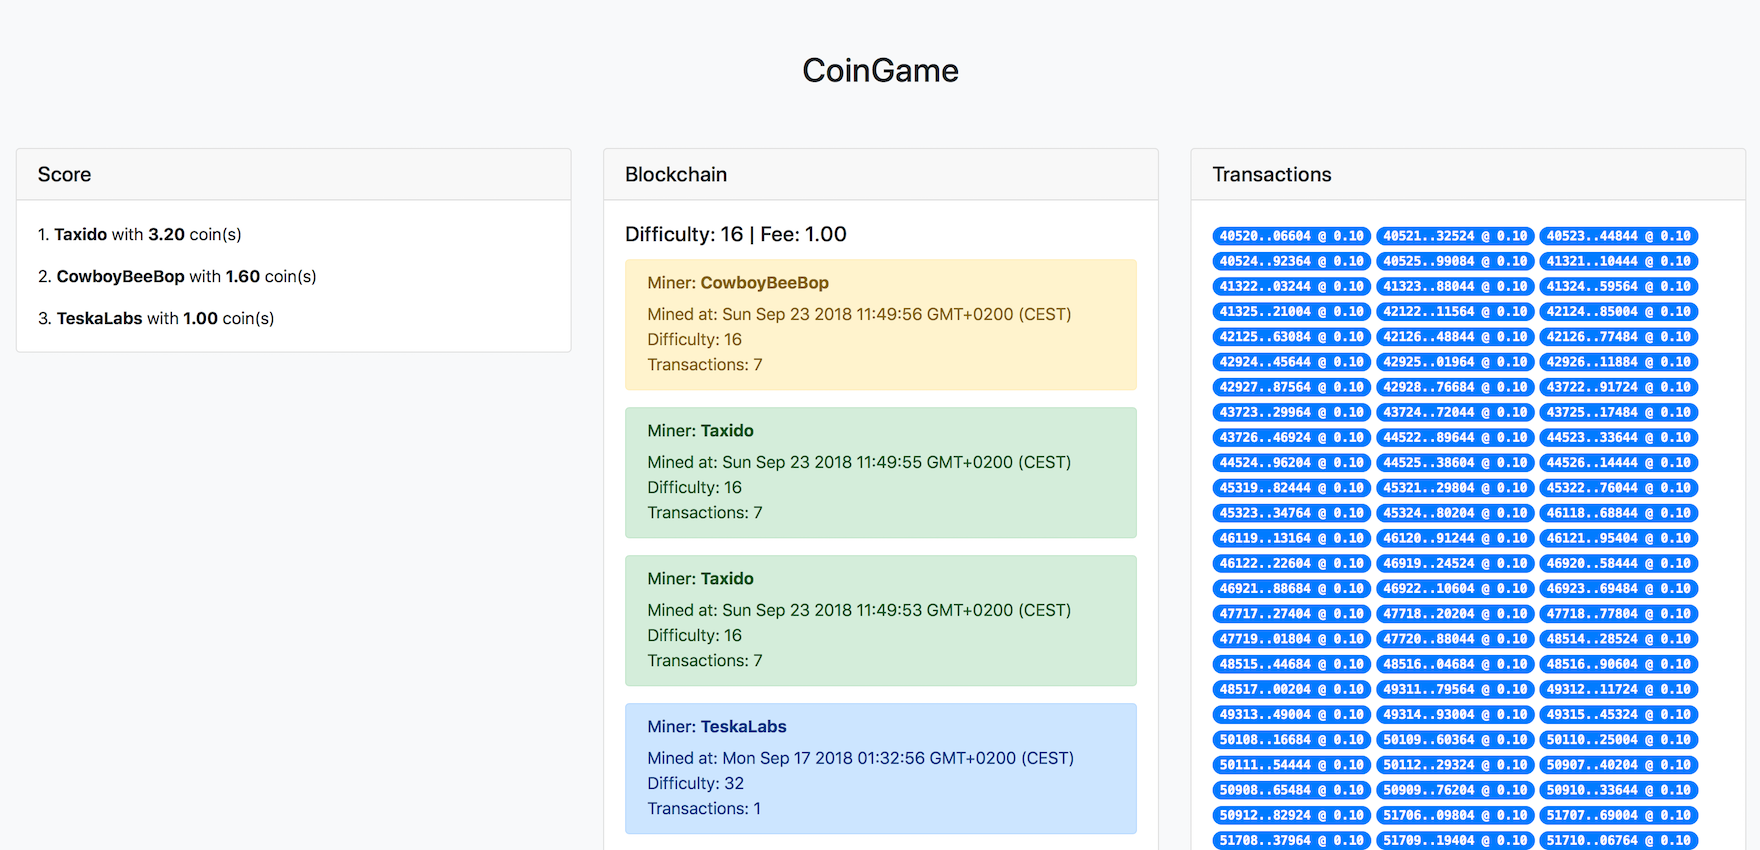 CoinGame
Score
1. Taxido with 3.20 coin(s)
2. CowboyBeeBop with 1.60 coin(s)
3. TeskaLabs with 1.00 coin(s)
Blockchain
Difficulty: 16 | Fee: 1.00
Miner: CowboyBeeBop
Mined at: Sun Sep 23 2018 11:49:56 GMT+0200 (CEST)
Difficulty: 16
Transactions: 7
Miner: Taxido
Mined at: Sun Sep 23 2018 11:49:55 GMT+0200 (CEST)
Difficulty: 16
Transactions: 7
Miner: Taxido
Mined at: Sun Sep 23 2018 11:49:53 GMT+0200 (CEST)
Difficulty: 16
Transactions: 7
Miner: TeskaLabs
Mined at: Mon Sep 17 2018 01:32:56 GMT+0200 (CEST)
Difficulty: 32
Transactions: 1
Transactions
40520..06604 @ 0.10 40521..32524 @ 0.10 40523..44844 @ 0.10
40524..92364 @ 0.10 40525..99084 @ 0.10 41321..10444 @ 0.10
41322..03244 @ 0.10 41323..88044 @ 0.10 41324..59564 @ 0.10
41325..21004 @ 0.10 42122..11564 @ 0.10 42124..85004 @ 0.10
42125..63084 @ 0.10 42126..48844 @ 0.10 42126..77484 @ 0.10
42924..45644 @ 0.10 42925..01964 @ 0.10 42926..11884 @ 0.10
42927..87564 @ 0.10 42928..76684 @ 0.10 43722..91724 @ 0.10
43723..29964 @ 0.10 43724..72044 @ 0.10 43725..17484 @ 0.10
43726..46924 @ 0.10 44522..89644 @ 0.10 44523..33644 @ 0.10
44524..96204 @ 0.10 44525..38604 @ 0.10 44526..14444 @ 0.10
45319..82444 @ 0.10 45321..29804 @ 0.10 45322..76044 @ 0.10
45323..34764 @ 0.10 45324..80204 @ 0.10 46118..68844 @ 0.10
46119..13164 @ 0.10 46120..91244 @ 0.10 46121..95404 @ 0.10
46122..22604 @ 0.10 46919..24524 @ 0.10 46920..58444 @ 0.10
46921..88684 @ 0.10 46922..10604 @ 0.10 46923..69484 @ 0.10
47717..27404 @ 0.10 47718..20204 @ 0.10 47718..77804 @ 0.10
47719..01804 @ 0.10 47720..88044 @ 0.10 48514..28524 @ 0.10
48515..44684 @ 0.10 48516..04684 @ 0.10 48516..90604 @ 0.10
48517..00204 @ 0.10 49311..79564 @ 0.10 49312..11724 @ 0.10
49313..49004 @ 0.10 49314..93004 @ 0.10 49315..45324 @ 0.10
50108..16684 @ 0.10 50109..60364 @ 0.10 50110..25004 @ 0.10
50111..54444 @ 0.10 50112..29324 @ 0.10 50907..40204 @ 0.10
50908..65484 @ 0.10 50909..76204 @ 0.10 50910..33644 @ 0.10
50912..82924 @ 0.10 51706..09804 @ 0.10 51707..69004 @ 0.10
51708..37964 @ 0.10 51709..19404 @ 0.10 51710..06764 @ 0.10